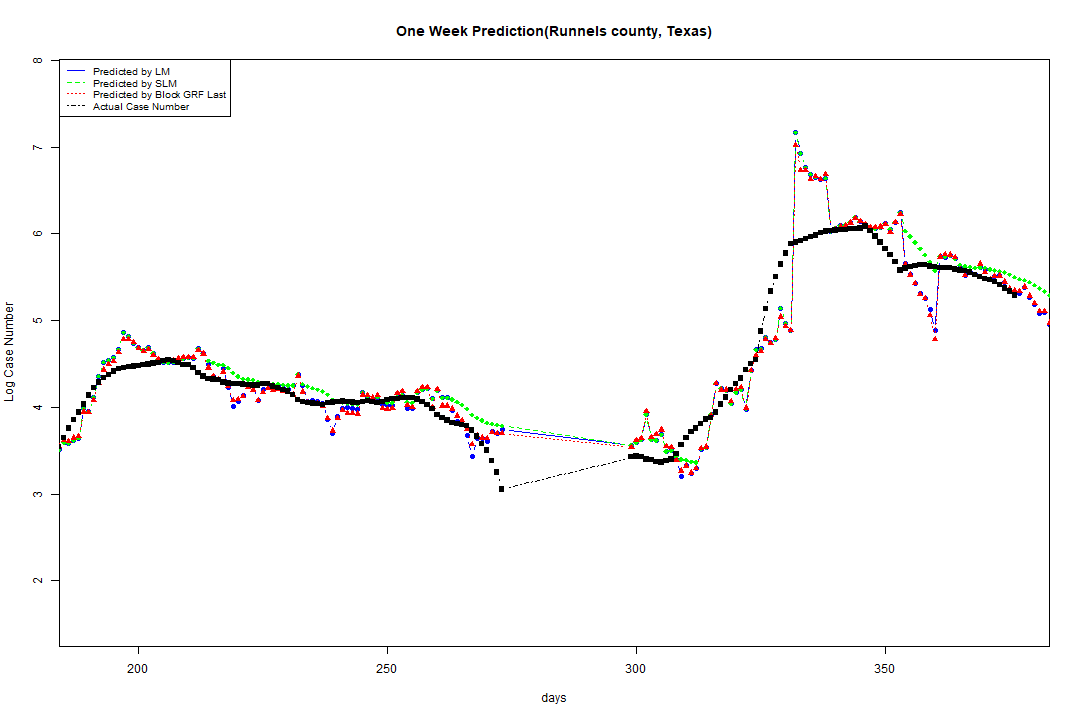 One Week Prediction(Runnels county, Texas)
Predicted by LM
Predicted by SLM
Predicted by Block GRF Last
Actual Case Number
8
7
6
5
4
3
2
Log Case Number
200 250 300 350
days